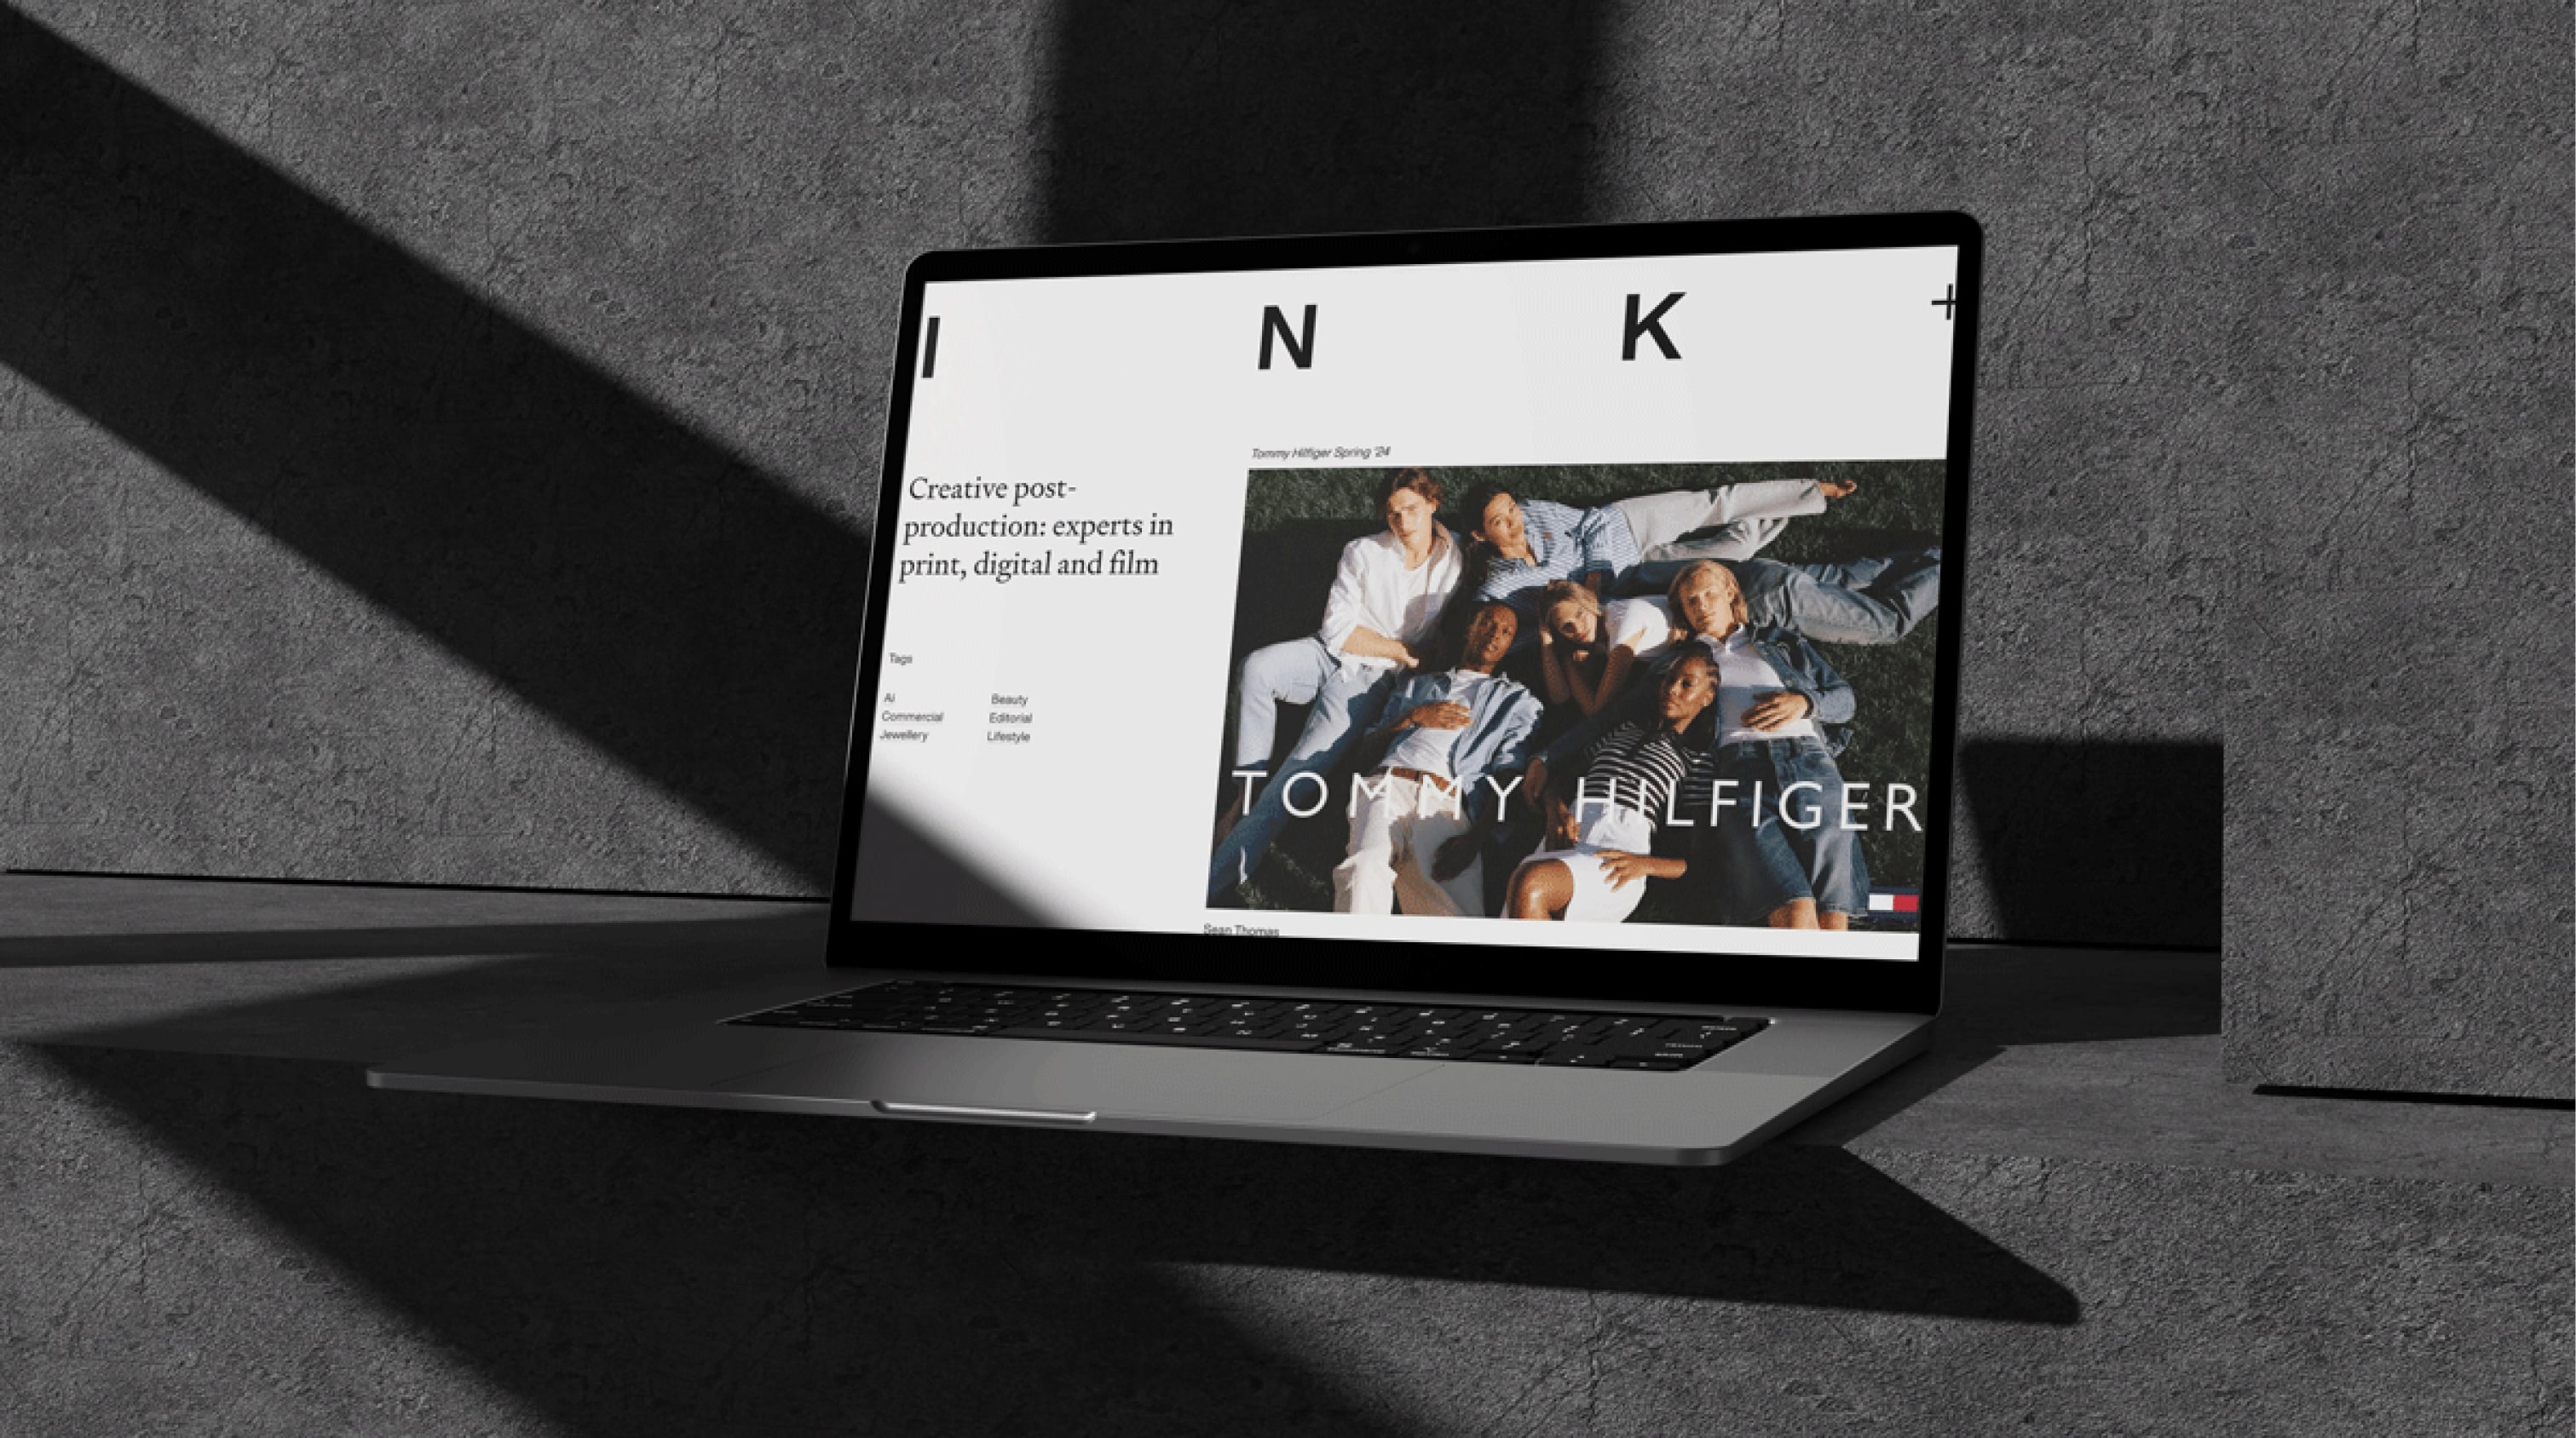 I N K +
Creative post-
production: experts in
print, digital and film
Tags
AI
Commercial
Jewellery
Beauty
Editorial
Lifestyle
Tommy Hilfiger Spring '24
TOMMY HILFIGER
Sean Thomas